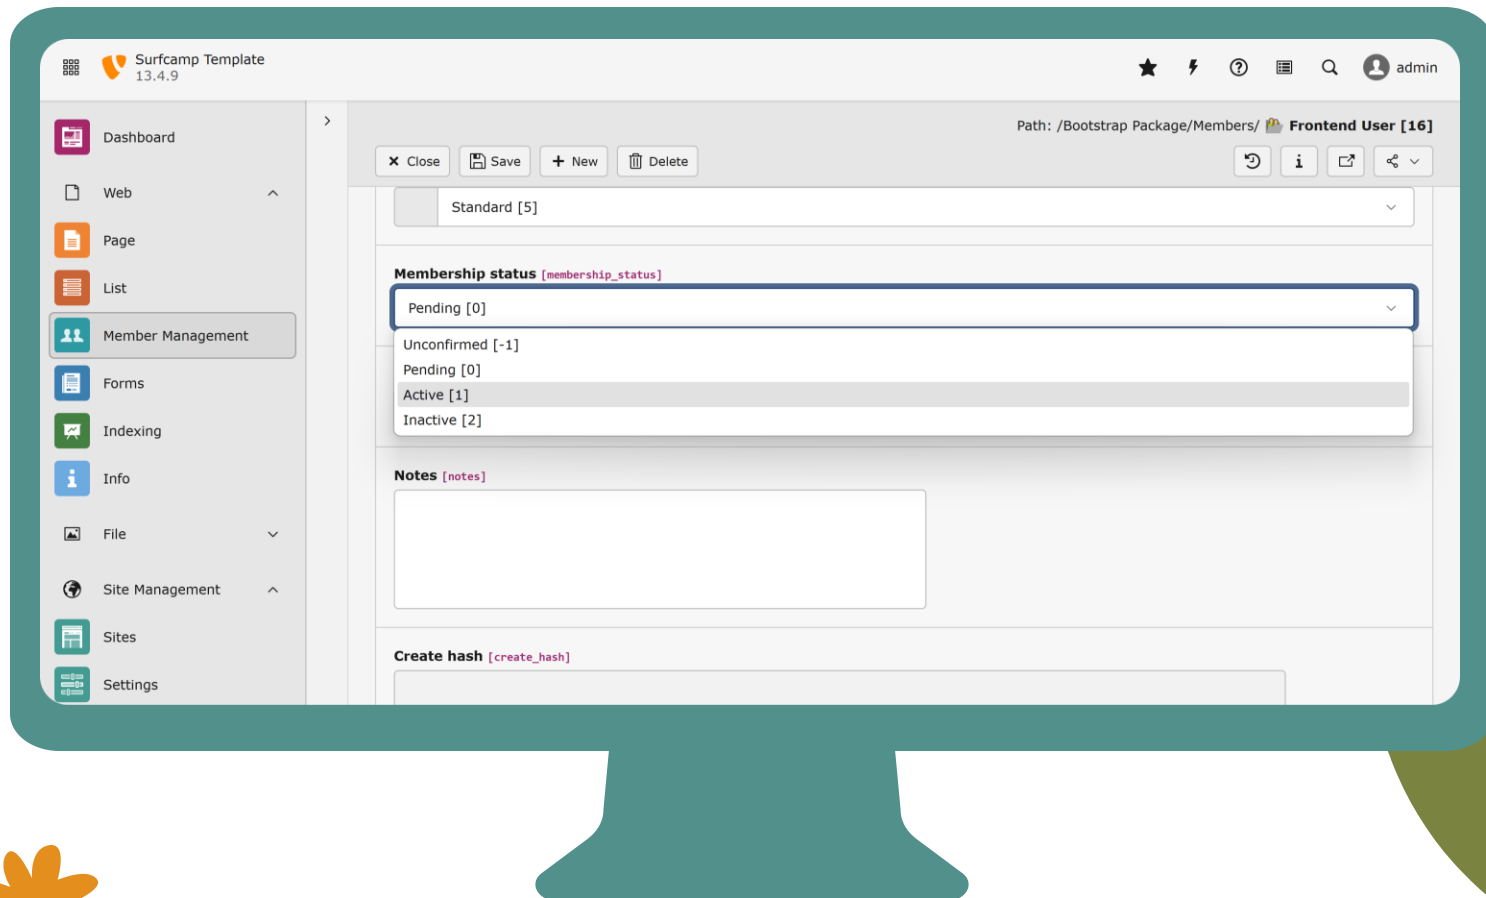 Surfcamp Template
13.4.9
admin
Dashboard
Web
Page
List
Member Management
Forms
Indexing
Info
File
Site Management
Sites
Settings
Path: /Bootstrap Package/Members/ Frontend User [16]
Close Save New Delete
Standard [5]
Membership status [membership_status]
Pending [0]
Unconfirmed [-1]
Pending [0]
Active [1]
Inactive [2]
Notes [notes]
Create hash [create_hash]